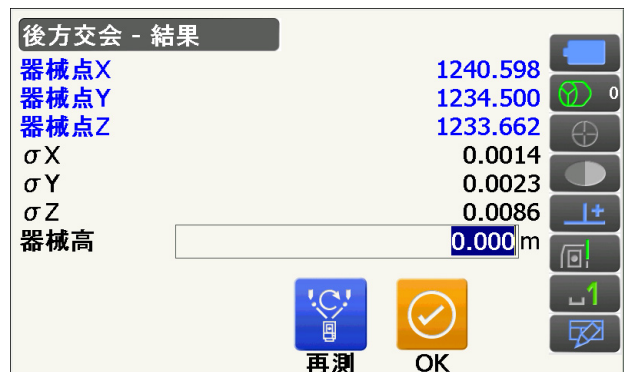 後方交会 - 結果
器械点X 1240.598
器械点Y 1234.500 0
器械点Z 1233.662
σX 0.0014
σY 0.0023
σZ 0.0086
器械高 0.000 m
1
再測 OK